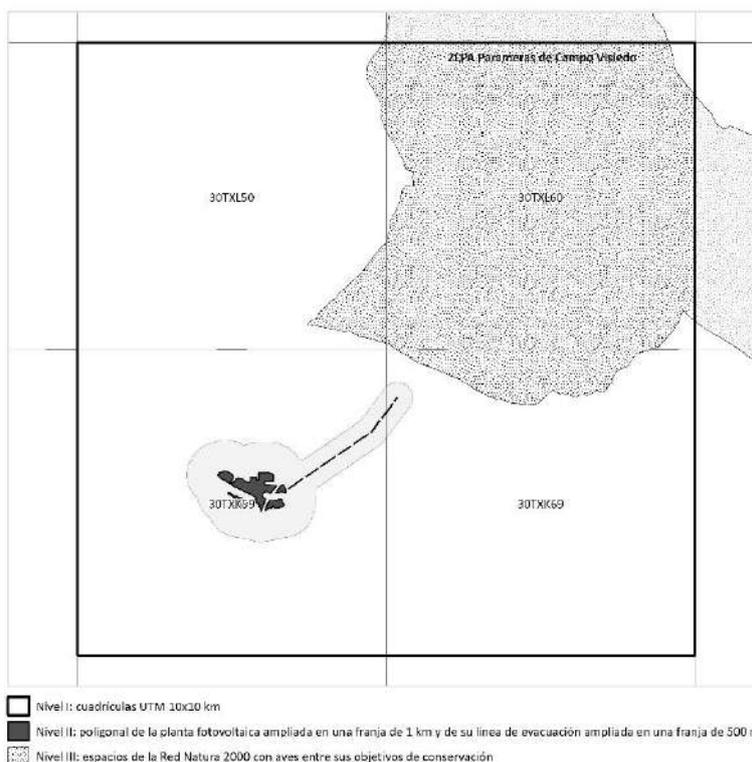 ZEPA Parameras de Campo Visiedo
30TXL50
30TXL60
30TXK59
30TXK69
Nivel I: cuadrículas UTM 10x10 km
Nivel II: poligonal de la planta fotovoltaica ampliada en una franja de 1 km y de su línea de evacuación ampliada en una franja de 500 m
Nivel III: espacios de la Red Natura 2000 con aves entre sus objetivos de conservación